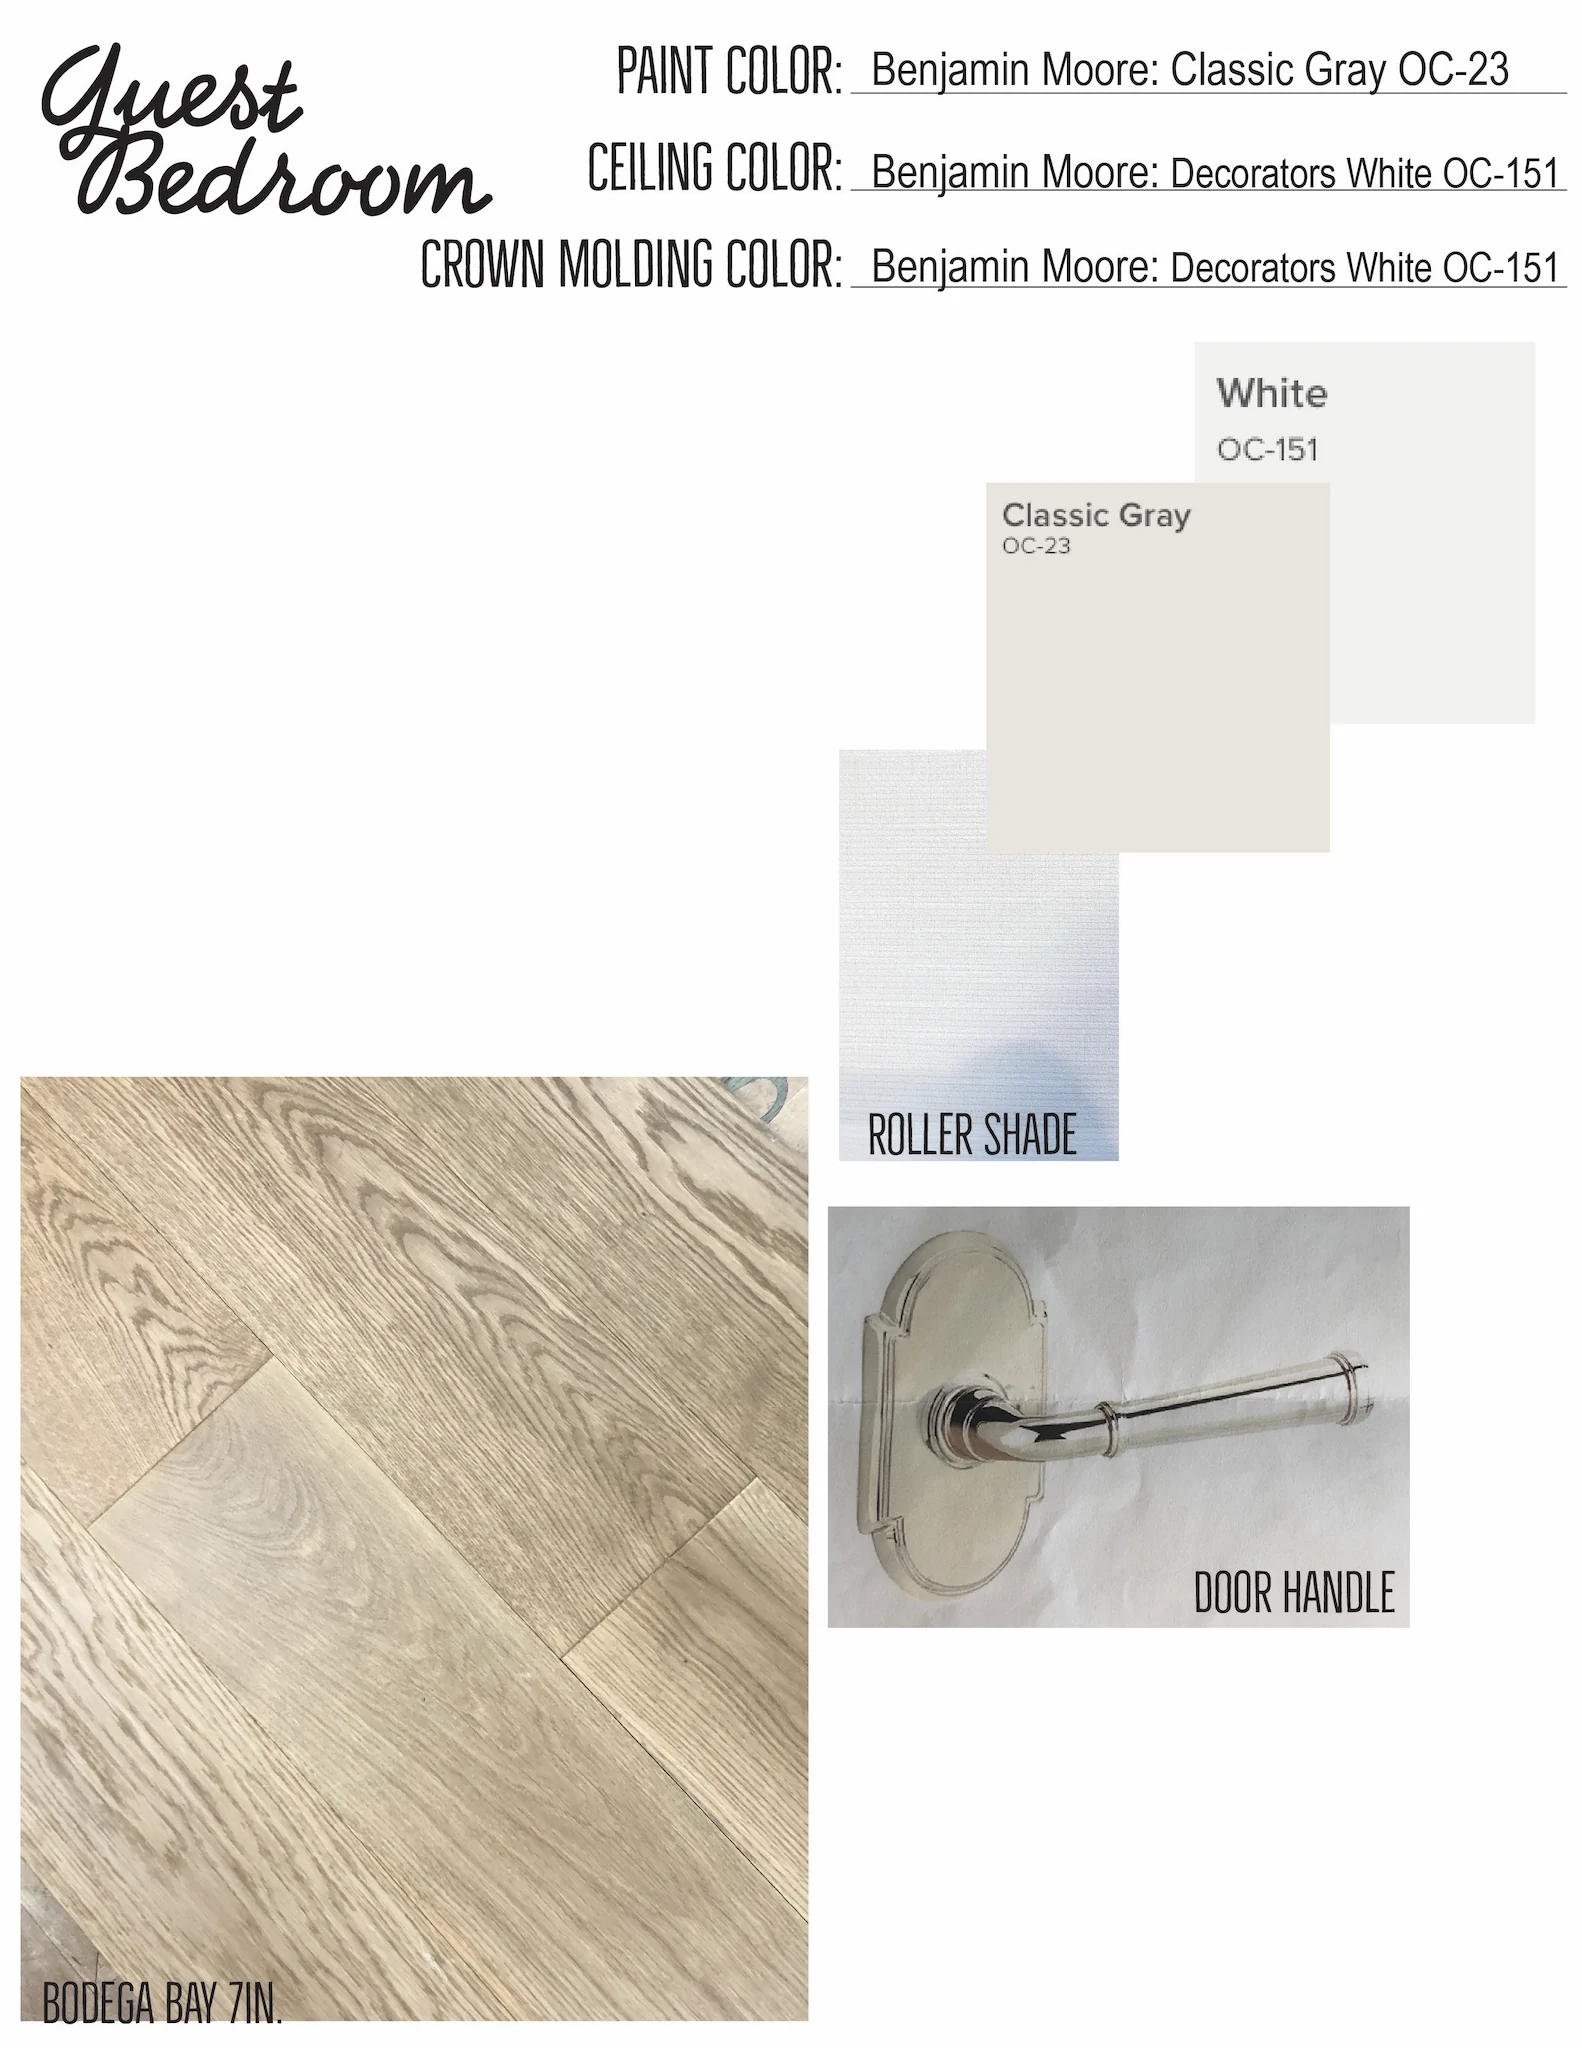 Guest
Bedroom
PAINT COLOR: Benjamin Moore: Classic Gray OC-23
CEILING COLOR: Benjamin Moore: Decorators White OC-151
CROWN MOLDING COLOR: Benjamin Moore: Decorators White OC-151
White
OC-151
Classic Gray
OC-23
ROLLER SHADE
DOOR HANDLE
BODEGA BAY 7IN.